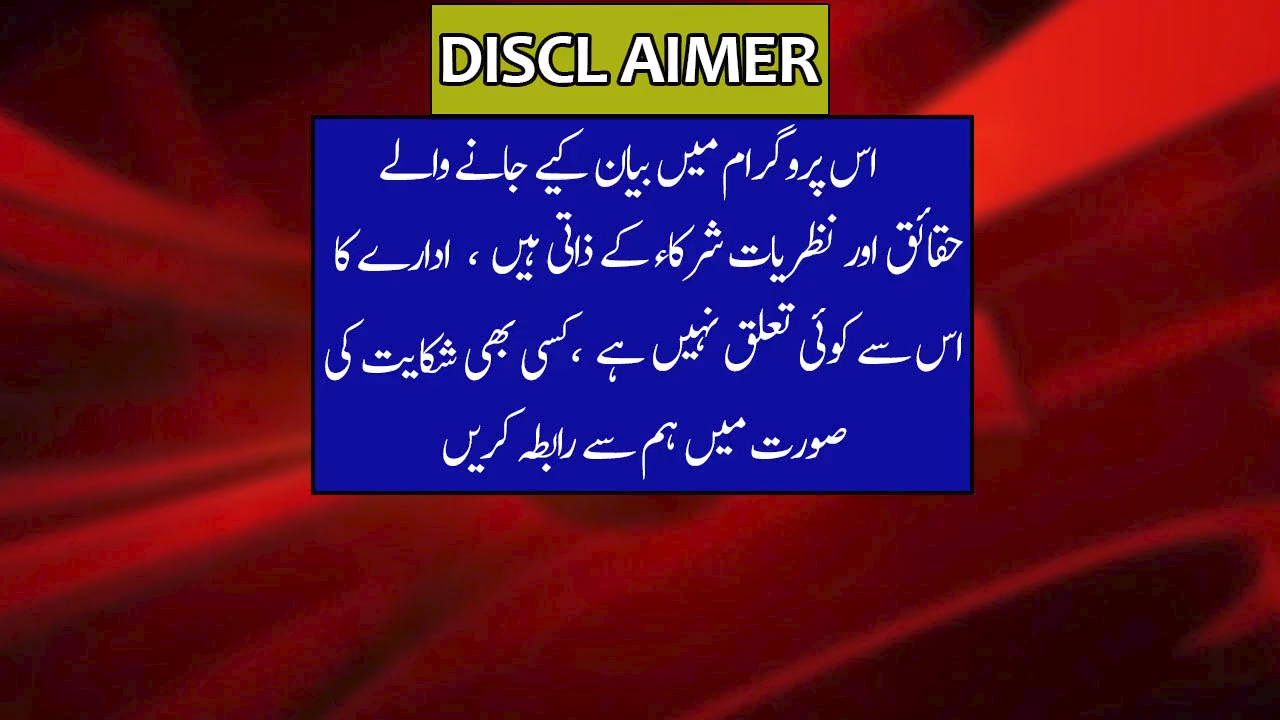 DISCL AIMER
اس پروگرام میں بیان کیے جانے والے
حقائق اور نظریات شرکاء کے ذاتی ہیں ، ادارے کا
اس سے کوئی تعلق نہیں ہے ،کسی بھی شکایت کی
صورت میں ہم سے رابطہ کریں